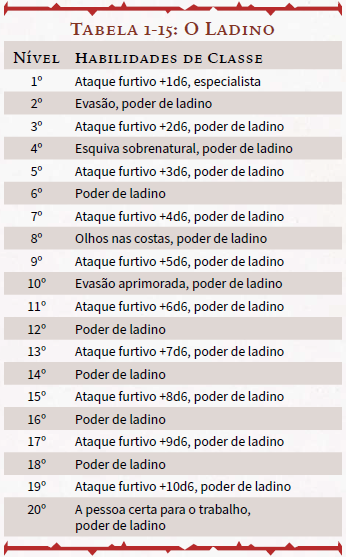 Tabela 1-15: O Ladino
Nível Habilidades de Classe
1º Ataque furtivo +1d6, especialista
2º Evasão, poder de ladino
3º Ataque furtivo +2d6, poder de ladino
4º Esquiva sobrenatural, poder de ladino
5º Ataque furtivo +3d6, poder de ladino
6º Poder de ladino
7º Ataque furtivo +4d6, poder de ladino
8º Olhos nas costas, poder de ladino
9º Ataque furtivo +5d6, poder de ladino
10º Evasão aprimorada, poder de ladino
11º Ataque furtivo +6d6, poder de ladino
12º Poder de ladino
13º Ataque furtivo +7d6, poder de ladino
14º Poder de ladino
15º Ataque furtivo +8d6, poder de ladino
16º Poder de ladino
17º Ataque furtivo +9d6, poder de ladino
18º Poder de ladino
19º Ataque furtivo +10d6, poder de ladino
20º A pessoa certa para o trabalho,
poder de ladino